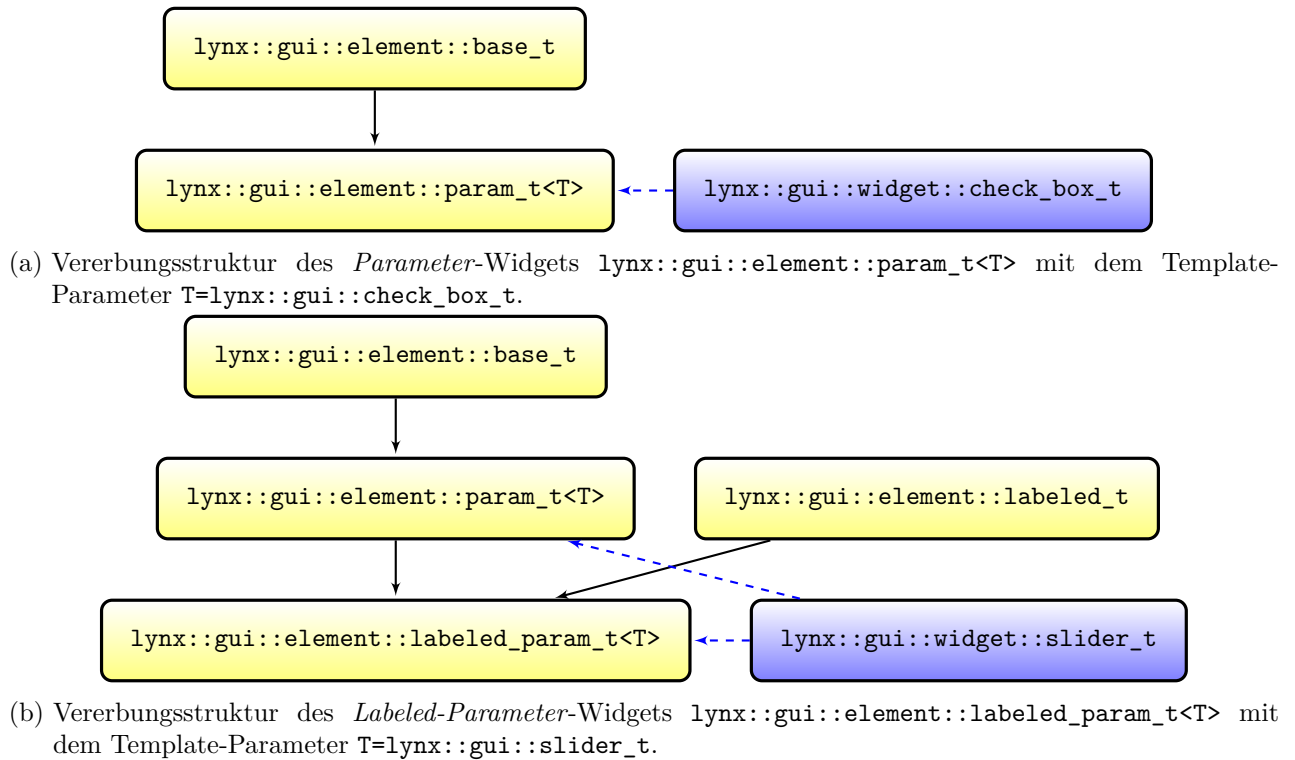 lynx::gui::element::base_t
lynx::gui::element::param_t<T>
lynx::gui::widget::check_box_t
(a) Vererbungsstruktur des Parameter-Widgets lynx::gui::element::param_t<T> mit dem Template-
Parameter T=lynx::gui::check_box_t.
lynx::gui::element::base_t
lynx::gui::element::param_t<T>
lynx::gui::element::labeled_t
lynx::gui::element::labeled_param_t<T>
lynx::gui::widget::slider_t
(b) Vererbungsstruktur des Labeled-Parameter-Widgets lynx::gui::element::labeled_param_t<T> mit
dem Template-Parameter T=lynx::gui::slider_t.